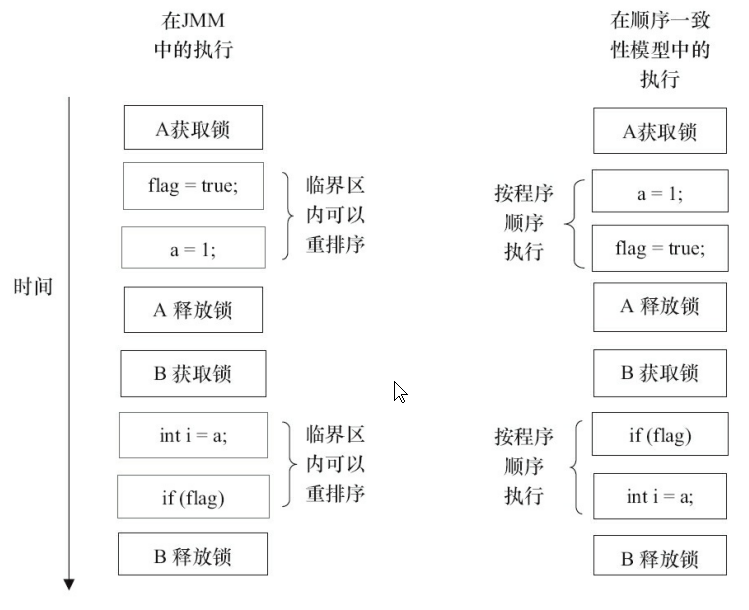 在JMM
中的执行
A获取锁
flag = true;
a = 1;
临界区
内可以
重排序
A 释放锁
B 获取锁
int i = a;
if (flag)
临界区
内可以
重排序
B 释放锁
时间
在顺序一致
性模型中的
执行
A获取锁
按程序
顺序
执行
a = 1;
flag = true;
A 释放锁
B 获取锁
按程序
顺序
执行
if (flag)
int i = a;
B 释放锁